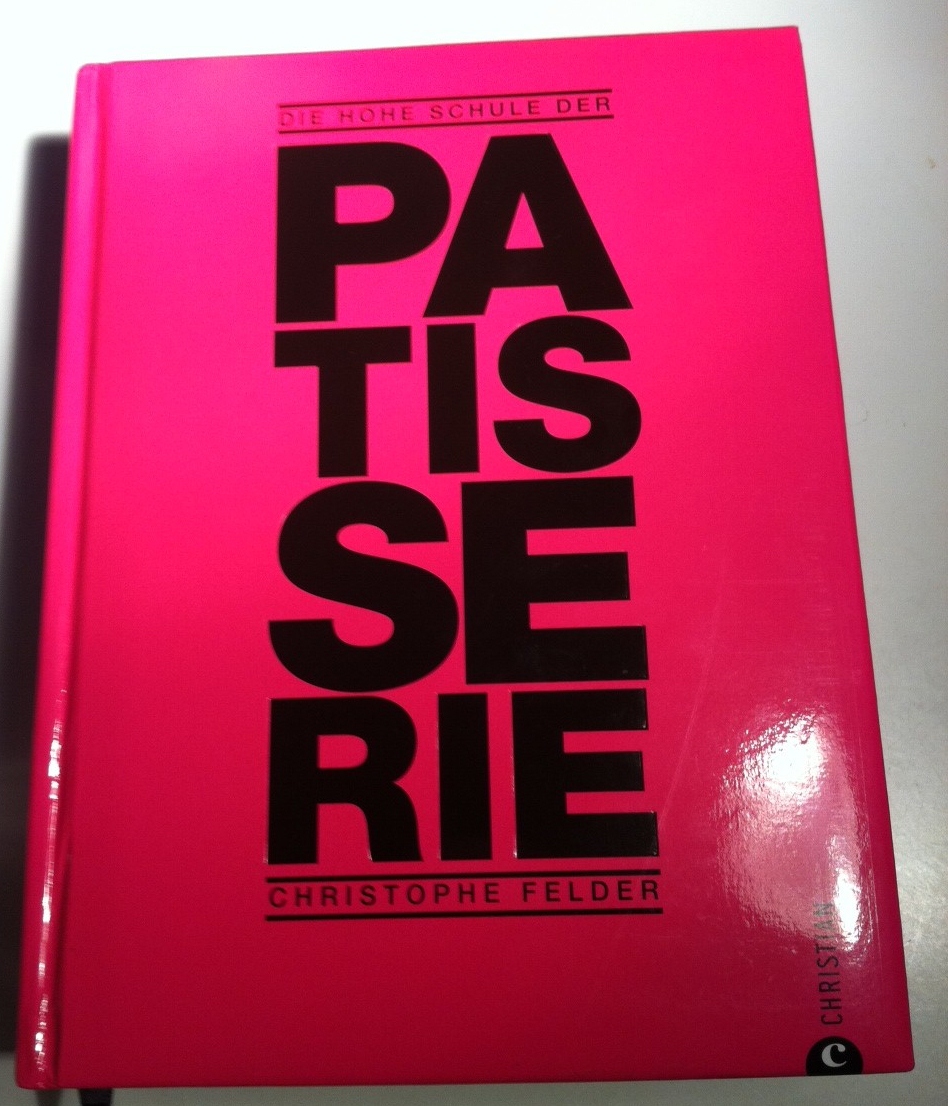 DIE HOHE SCHULE DER
PA
TIS
SE
RIE
CHRISTOPHE FELDER
CHRISTIAN
c